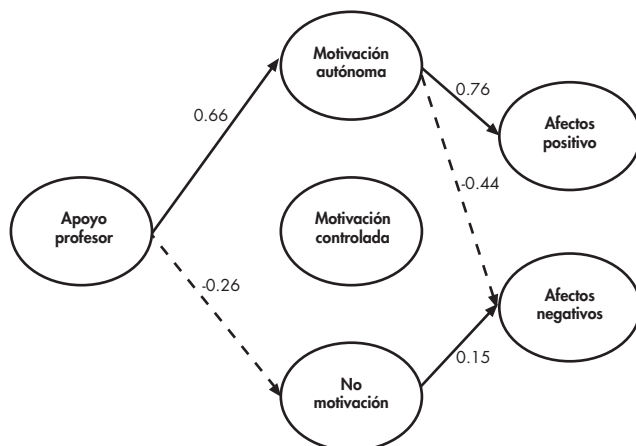 Motivación
autónoma
0.76
0.66
Afectos
positivo
-0.44
Apoyo
profesor
Motivación
controlada
-0.26
Afectos
negativos
0.15
No
motivación